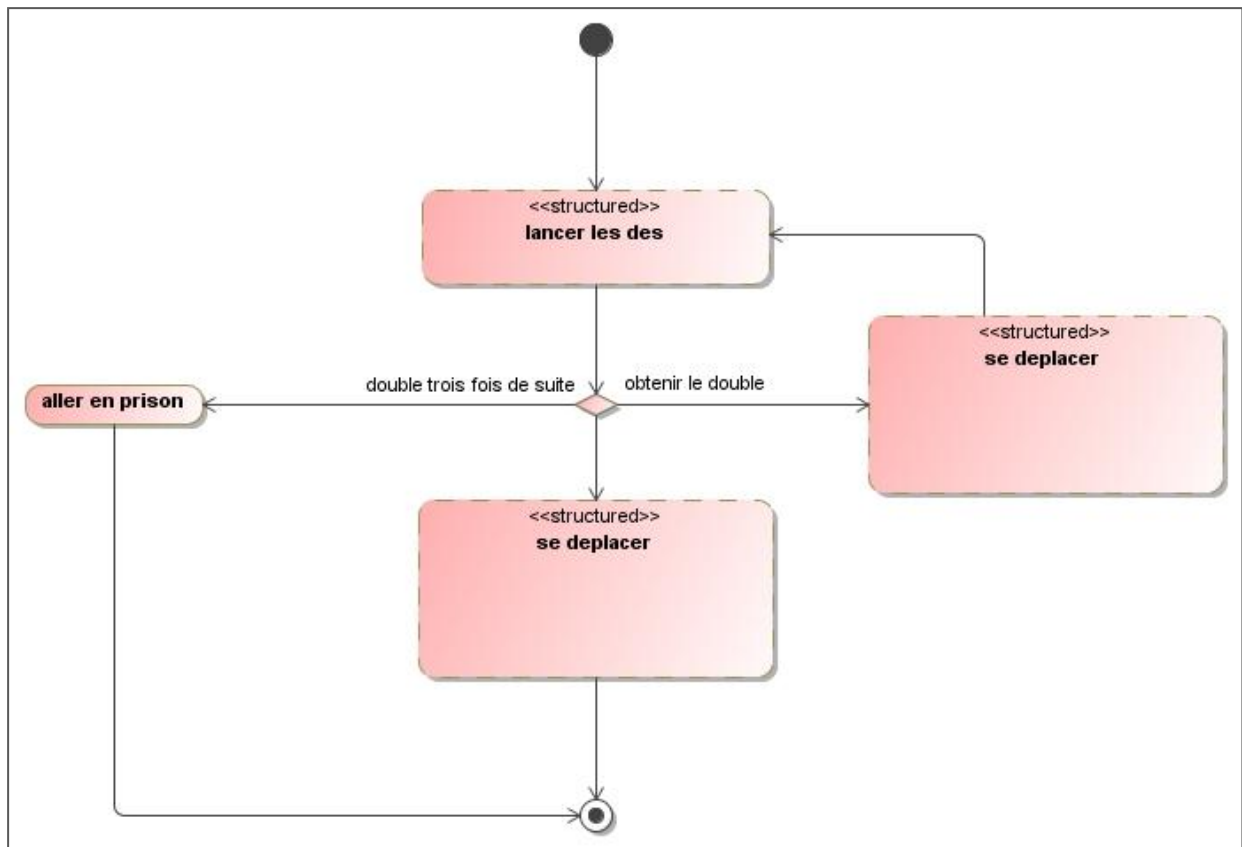 <<structured>>
lancer les des
<<structured>>
se deplacer
double trois fois de suite
obtenir le double
aller en prison
<<structured>>
se deplacer